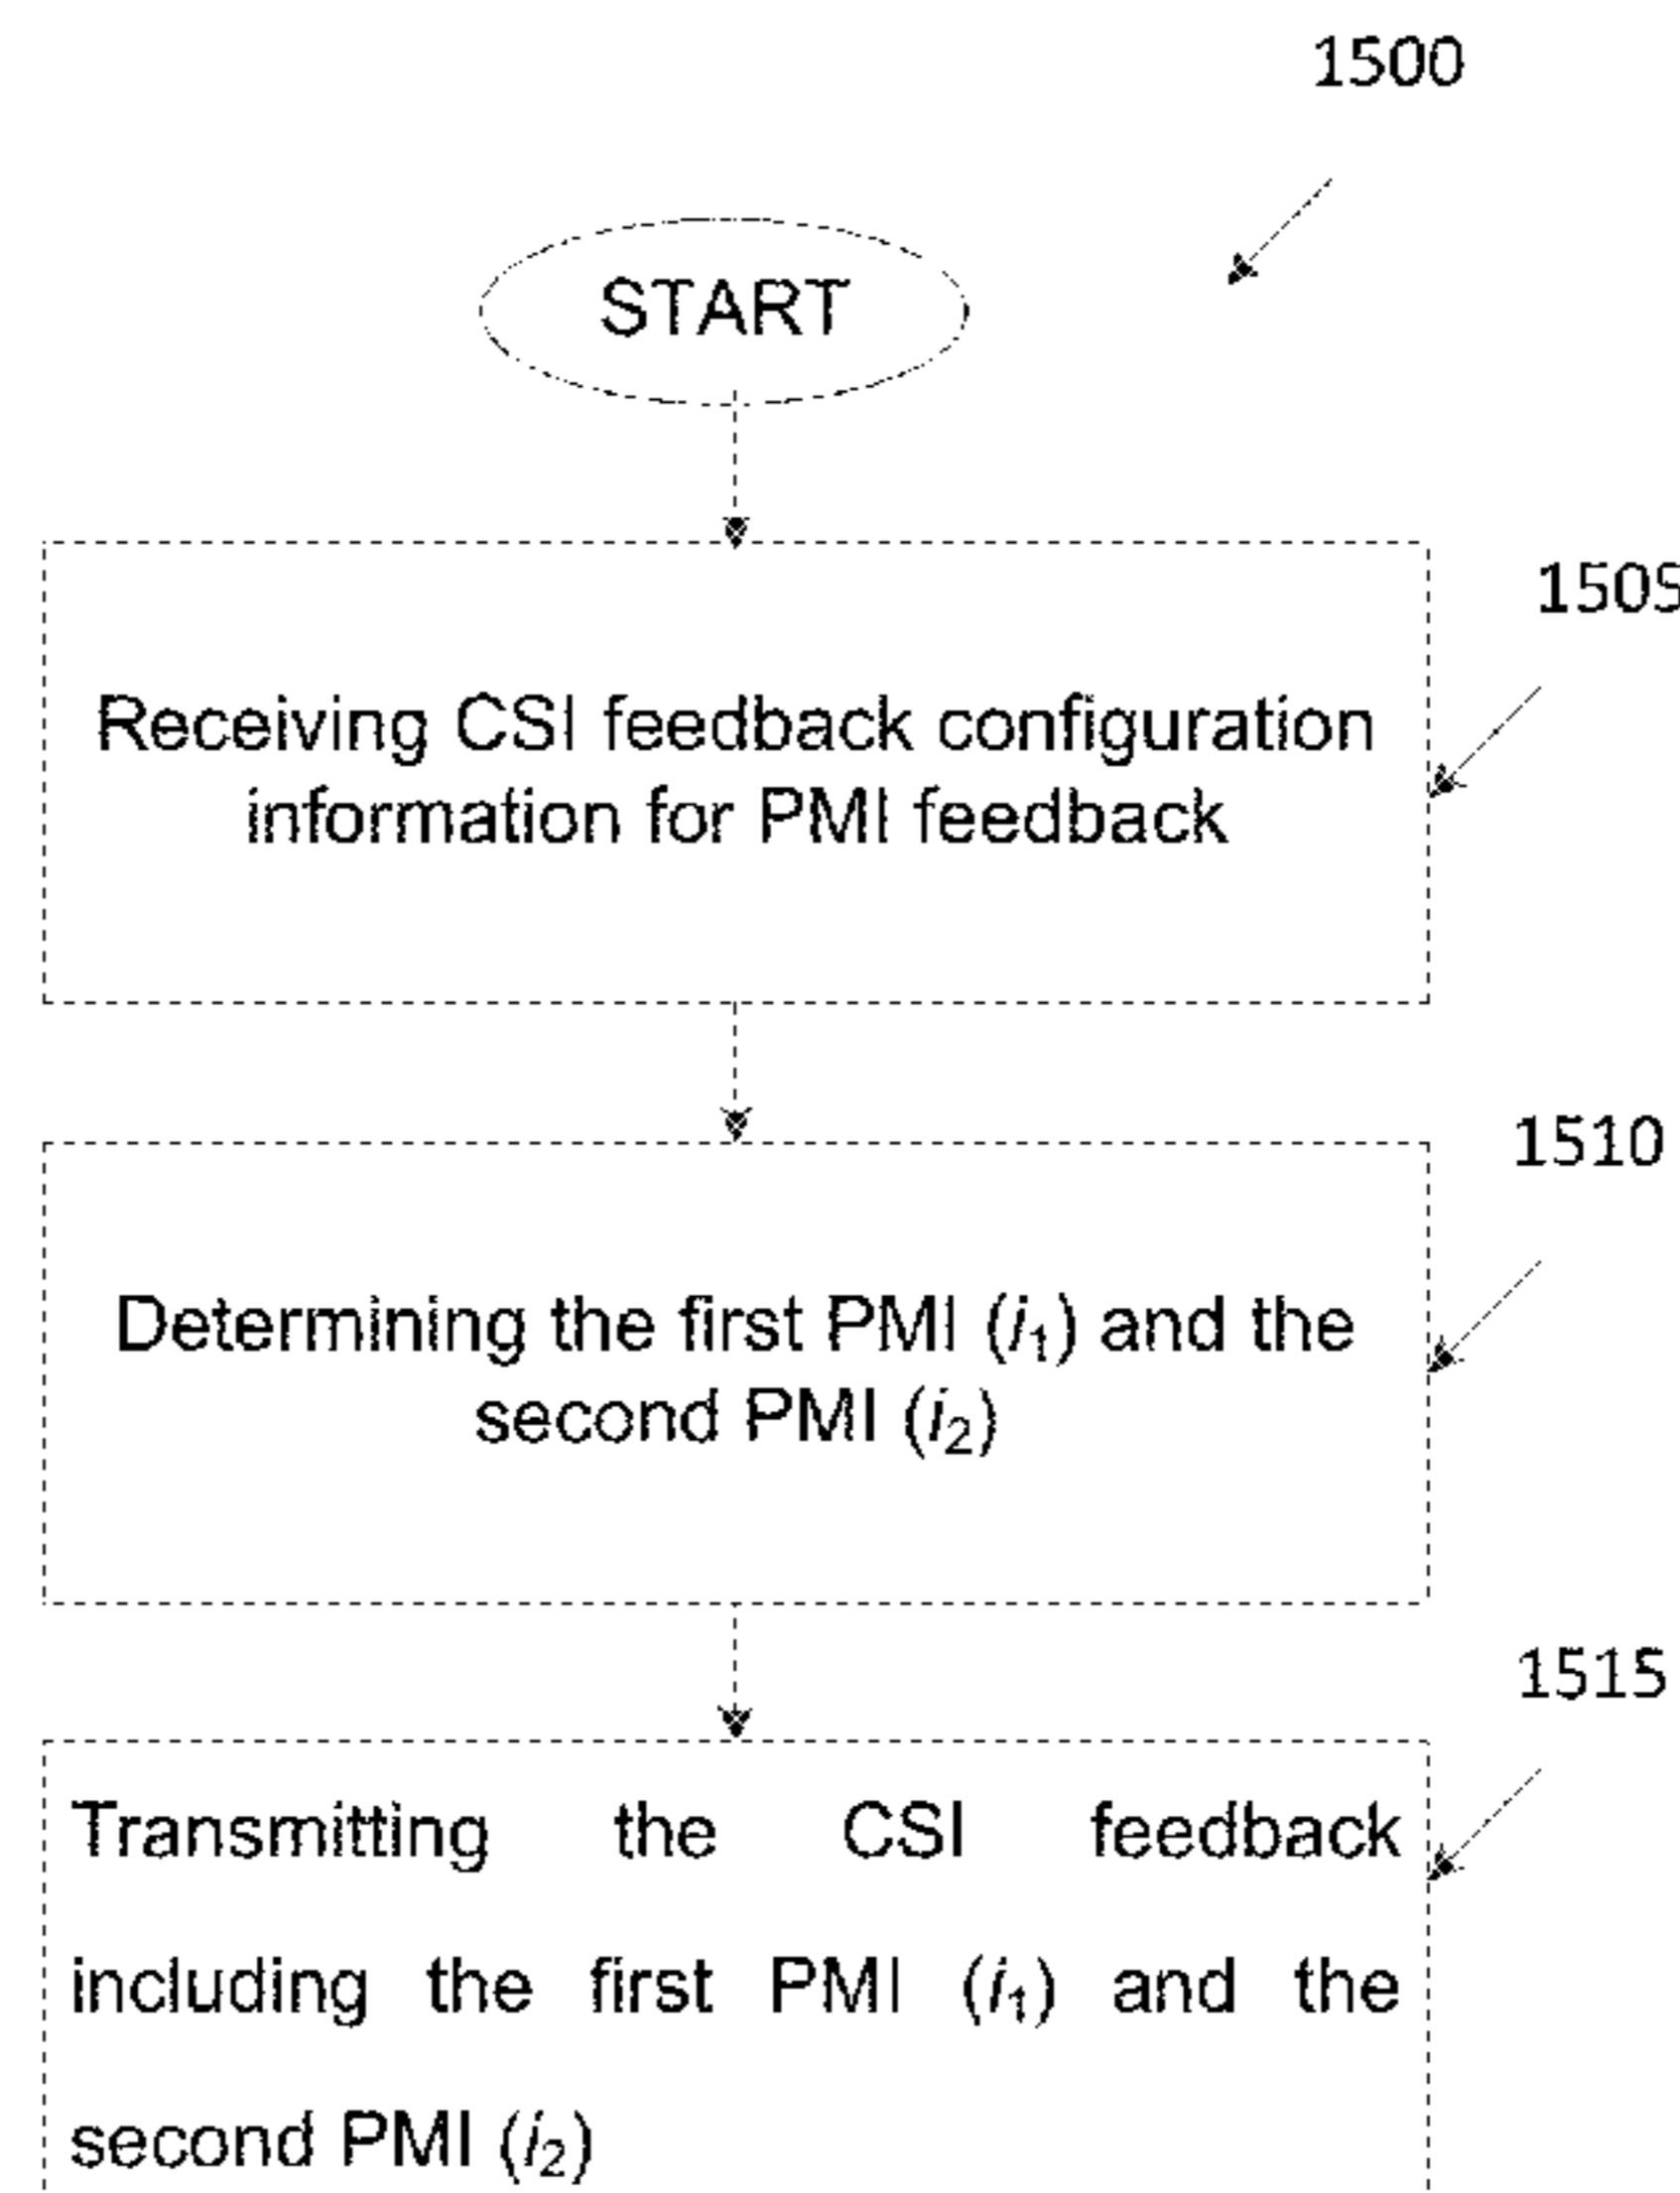 1500
START
1505
Receiving CSI feedback configuration
information for PMI feedback
1510
Determining the first PMI (i₁) and the
second PMI (i₂)
1515
Transmitting the CSI feedback
including the first PMI (i₁) and the
second PMI (i₂)